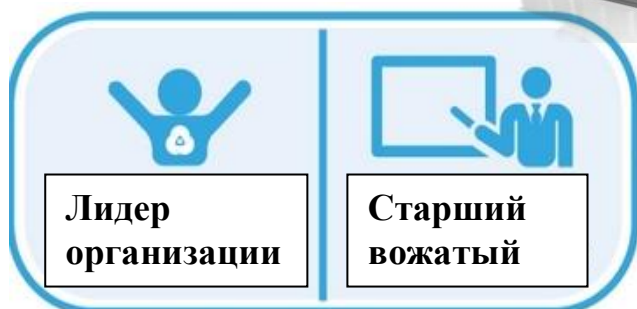 Лидер
организации
Старший
вожатый